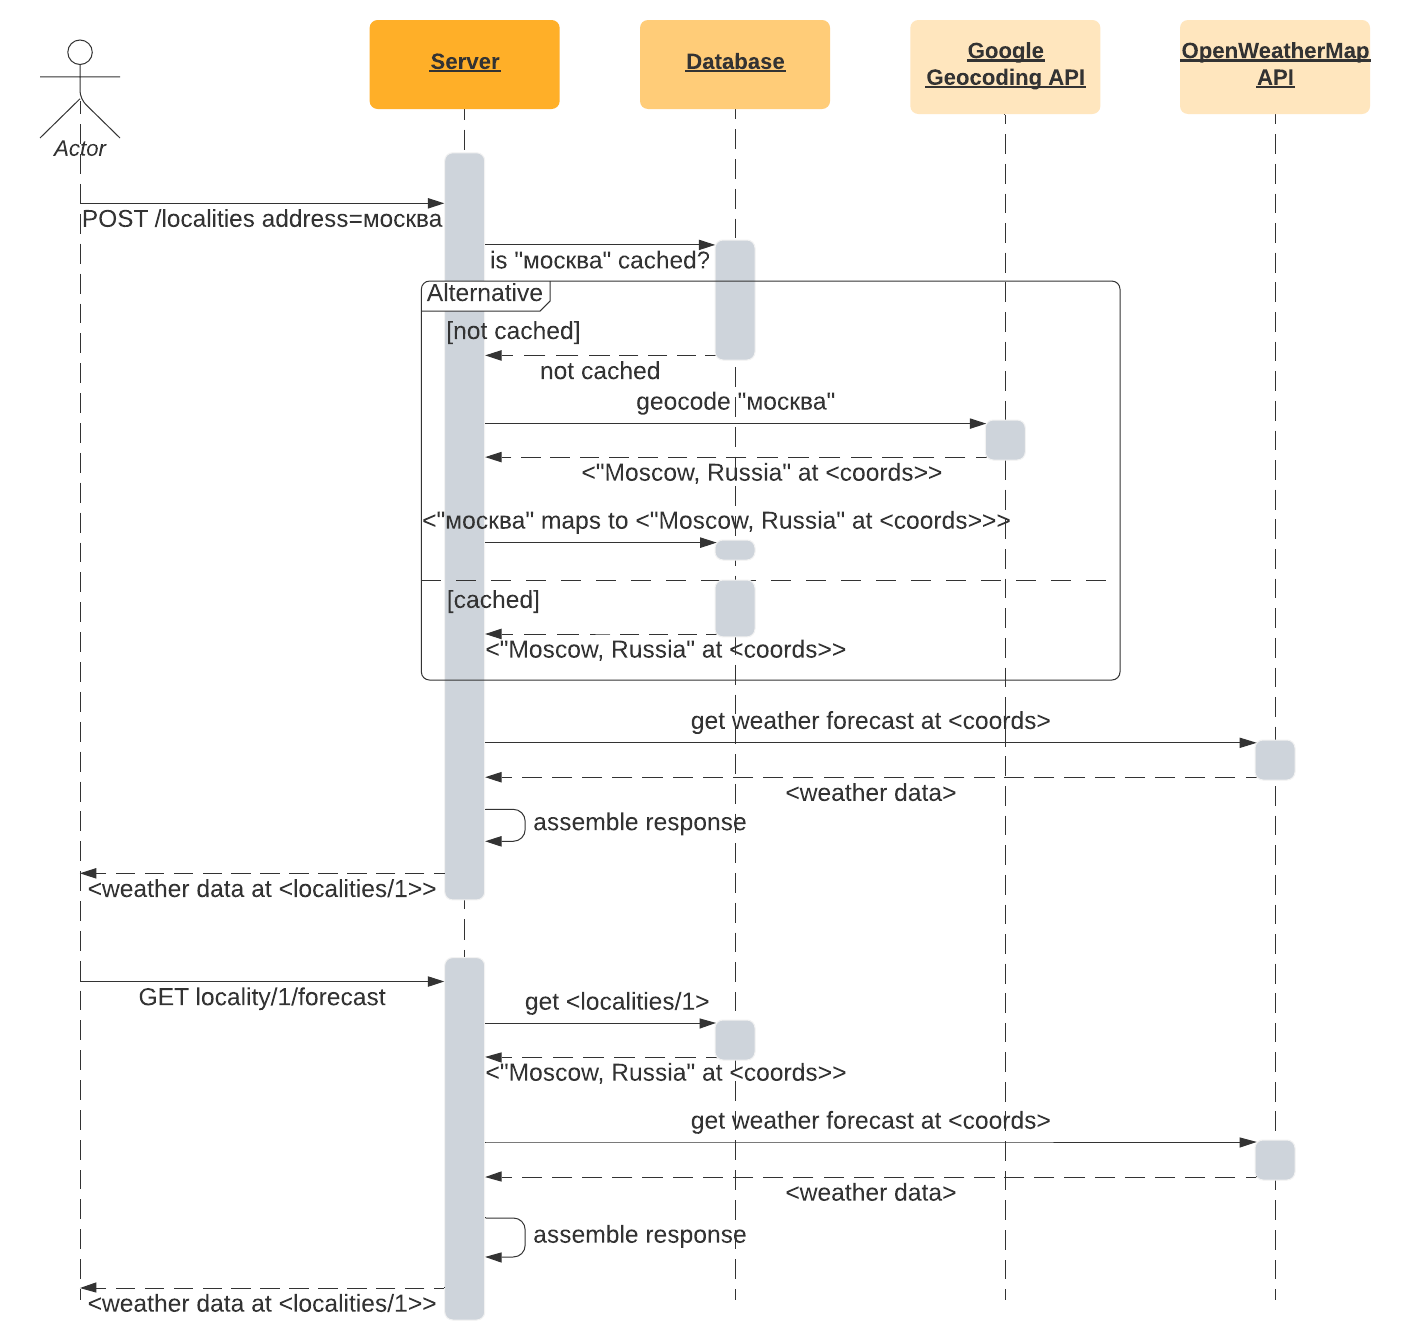 Actor
Server
Database
Google
Geocoding API
OpenWeatherMap
API
POST /localities address=москва
is "москва" cached?
Alternative
[not cached]
not cached
geocode "москва"
<"Moscow, Russia" at <coords>>
<"москва" maps to <"Moscow, Russia" at <coords>>>
[cached]
<"Moscow, Russia" at <coords>>
get weather forecast at <coords>
<weather data>
assemble response
<weather data at <localities/1>>
GET locality/1/forecast
get <localities/1>
<"Moscow, Russia" at <coords>>
get weather forecast at <coords>
<weather data>
assemble response
<weather data at <localities/1>>